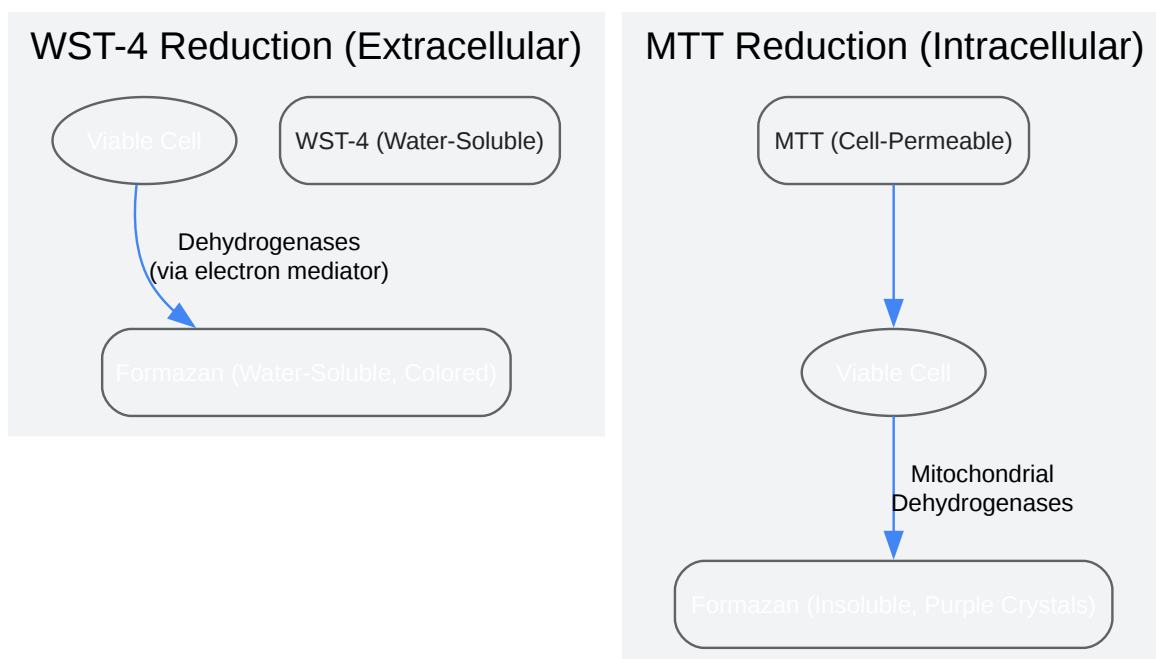 WST-4 Reduction (Extracellular)
Viable Cell
WST-4 (Water-Soluble)
Dehydrogenases
(via electron mediator)
Formazan (Water-Soluble, Colored)
MTT Reduction (Intracellular)
MTT (Cell-Permeable)
Viable Cell
Mitochondrial
Dehydrogenases
Formazan (Insoluble, Purple Crystals)